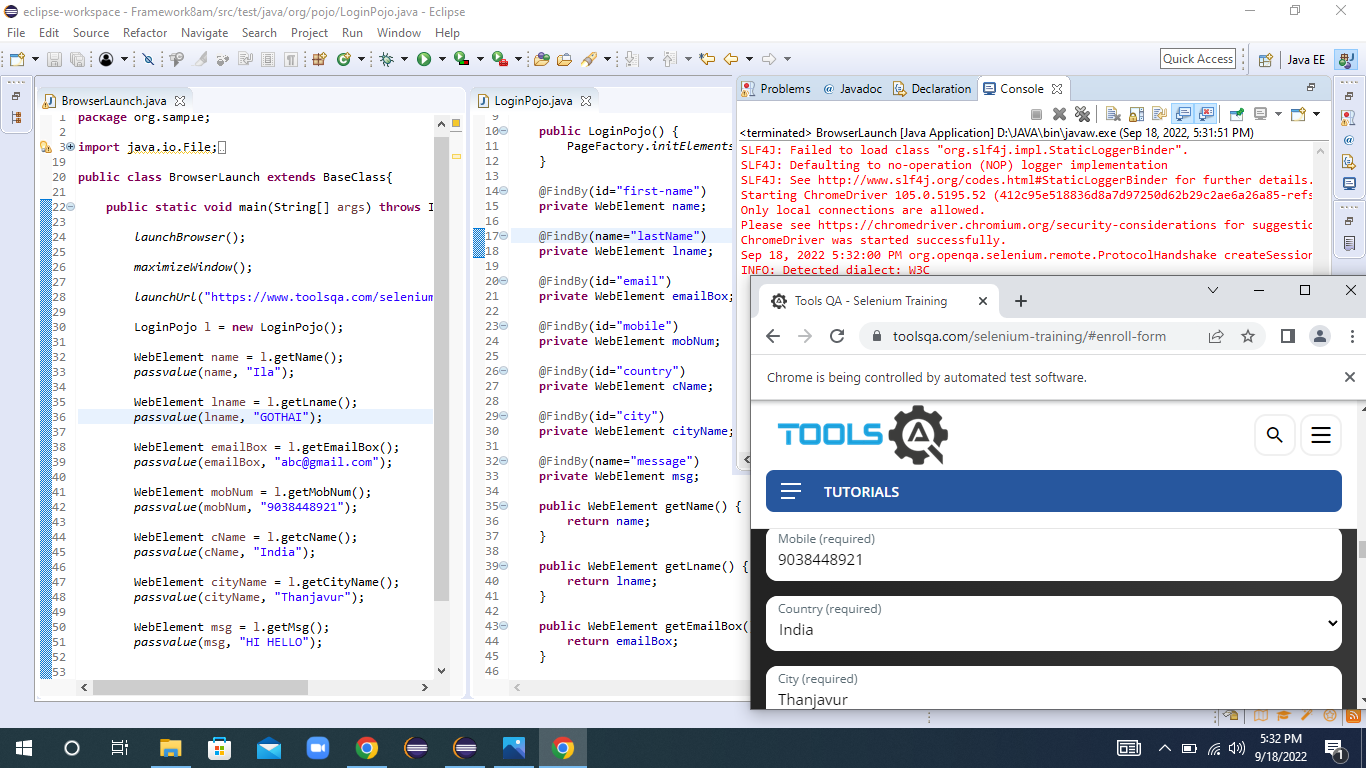 eclipse-workspace - Framework8am/src/test/java/org/pojo/LoginPojo.java - Eclipse
File Edit Source Refactor Navigate Search Project Run Window Help
Quick Access
Java EE
BrowserLaunch.java
1 package org.sample;
2
3 import java.io.File;
19
20 public class BrowserLaunch extends BaseClass{
21
22 public static void main(String[] args) throws I
23
24 launchBrowser();
25
26 maximizeWindow();
27
28 launchUrl("https://www.toolsqa.com/selenium
29
30 LoginPojo l = new LoginPojo();
31
32 WebElement name = l.getName();
33 passvalue(name, "Ila");
34
35 WebElement lname = l.getLname();
36 passvalue(lname, "GOTHAI");
37
38 WebElement emailBox = l.getEmailBox();
39 passvalue(emailBox, "abc@gmail.com");
40
41 WebElement mobNum = l.getMobNum();
42 passvalue(mobNum, "9038448921");
43
44 WebElement cName = l.getcName();
45 passvalue(cName, "India");
46
47 WebElement cityName = l.getCityName();
48 passvalue(cityName, "Thanjavur");
49
50 WebElement msg = l.getMsg();
51 passvalue(msg, "HI HELLO");
52
53
LoginPojo.java
9
10 public LoginPojo() {
11 PageFactory.initElements
12 }
13
14 @FindBy(id="first-name")
15 private WebElement name;
16
17 @FindBy(name="lastName")
18 private WebElement lname;
19
20 @FindBy(id="email")
21 private WebElement emailBox;
22
23 @FindBy(id="mobile")
24 private WebElement mobNum;
25
26 @FindBy(id="country")
27 private WebElement cName;
28
29 @FindBy(id="city")
30 private WebElement cityName;
31
32 @FindBy(name="message")
33 private WebElement msg;
34
35 public WebElement getName() {
36 return name;
37 }
38
39 public WebElement getLname() {
40 return lname;
41 }
42
43 public WebElement getEmailBox(
44 return emailBox;
45 }
46
Problems @ Javadoc Declaration Console
<terminated> BrowserLaunch [Java Application] D:\JAVA\bin\javaw.exe (Sep 18, 2022, 5:31:51 PM)
SLF4J: Failed to load class "org.slf4j.impl.StaticLoggerBinder".
SLF4J: Defaulting to no-operation (NOP) logger implementation
SLF4J: See http://www.slf4j.org/codes.html#StaticLoggerBinder for further details.
Starting ChromeDriver 105.0.5195.52 (412c95e518836d8a7d97250d62b29c2ae6a26a85-refs
Only local connections are allowed.
Please see https://chromedriver.chromium.org/security-considerations for suggestio
ChromeDriver was started successfully.
Sep 18, 2022 5:32:00 PM org.openqa.selenium.remote.ProtocolHandshake createSession
INFO: Detected dialect: W3C
Tools QA - Selenium Training
toolsqa.com/selenium-training/#enroll-form
Chrome is being controlled by automated test software.
TOOLS
TUTORIALS
Mobile (required)
9038448921
Country (required)
India
City (required)
Thanjavur
5:32 PM
9/18/2022
1